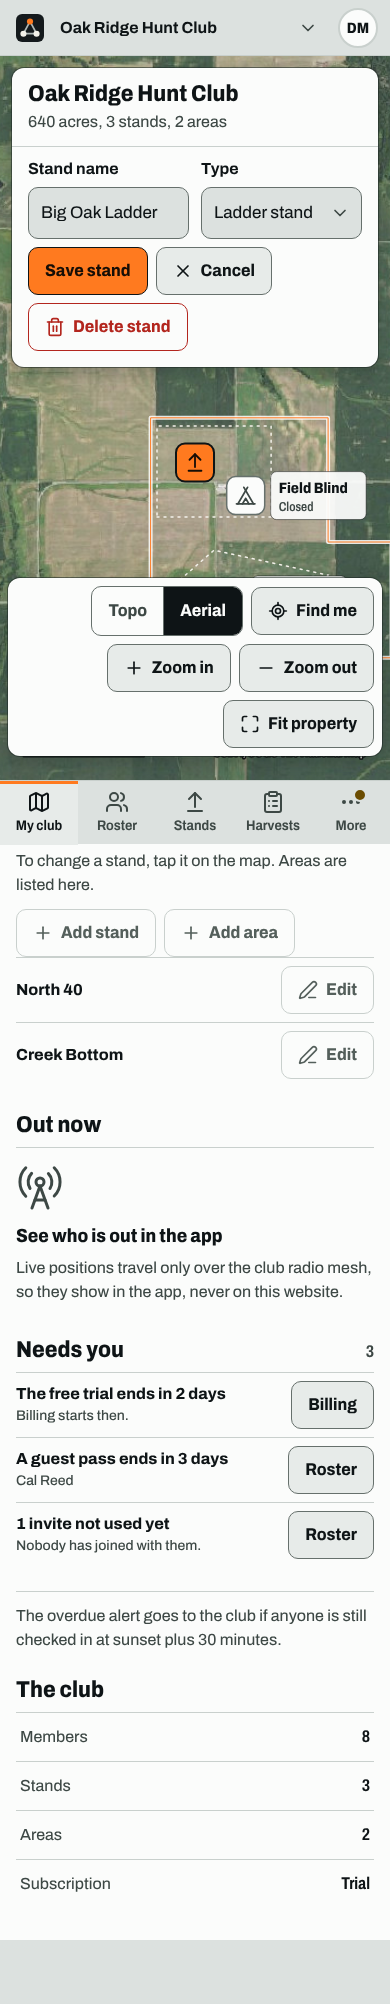 Oak Ridge Hunt Club
DM
Oak Ridge Hunt Club
640 acres, 3 stands, 2 areas
Stand name
Type
Big Oak Ladder
Ladder stand
Save stand
Cancel
Delete stand
Field Blind
Closed
Topo
Aerial
Find me
Zoom in
Zoom out
Fit property
My club
Roster
Stands
Harvests
More
To change a stand, tap it on the map. Areas are
listed here.
Add stand
Add area
North 40
Edit
Creek Bottom
Edit
Out now
See who is out in the app
Live positions travel only over the club radio mesh,
so they show in the app, never on this website.
Needs you
3
The free trial ends in 2 days
Billing starts then.
Billing
A guest pass ends in 3 days
Cal Reed
Roster
1 invite not used yet
Nobody has joined with them.
Roster
The overdue alert goes to the club if anyone is still
checked in at sunset plus 30 minutes.
The club
Members
8
Stands
3
Areas
2
Subscription
Trial